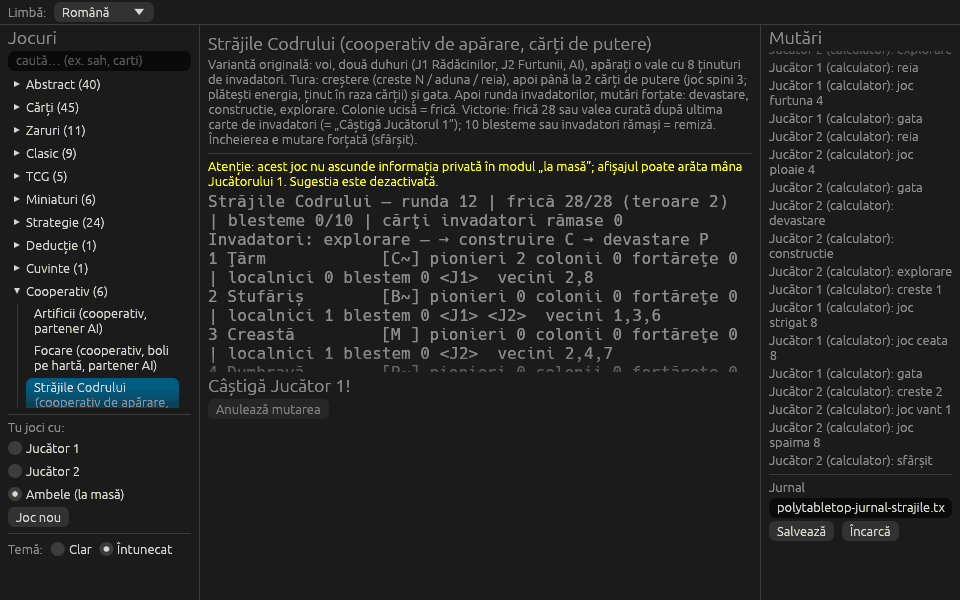 Limbă: Română
Jocuri
caută... (ex. sah, carti)
Abstract (40)
Cărți (45)
Zaruri (11)
Clasic (9)
TCG (5)
Miniaturi (6)
Strategie (24)
Deducție (1)
Cuvinte (1)
Cooperativ (6)
Artificii (cooperativ,
partener AI)
Focare (cooperativ, boli
pe hartă, partener AI)
Străjile Codrului
(cooperativ de apărare,
Tu joci cu:
Jucător 1
Jucător 2
Ambele (la masă)
Joc nou
Temă: Clar Întunecat
Străjile Codrului (cooperativ de apărare, cărți de putere)
Variantă originală: voi, două duhuri (J1 Rădăcinilor, J2 Furtunii, AI), apărați o vale cu 8 ținuturi
de invadatori. Tura: creștere (creste N / aduna / reia), apoi până la 2 cărți de putere (joc spini 3;
plătești energia, ținut în raza cărții) și gata. Apoi runda invadatorilor, mutări forțate: devastare,
constructie, explorare. Colonie ucisă = frică. Victorie: frică 28 sau valea curată după ultima
carte de invadatori (= „Câștigă Jucătorul 1”); 10 blesteme sau invadatori rămași = remiză.
Încheierea e mutare forțată (sfârșit).
Atenție: acest joc nu ascunde informația privată în modul „la masă”; afișajul poate arăta mâna
Jucătorului 1. Sugestia este dezactivată.
Străjile Codrului — runda 12 | frică 28/28 (teroare 2)
| blesteme 0/10 | cărţi invadatori rămase 0
Invadatori: explorare — → construire C → devastare P
1 Ţărm [C~] pionieri 2 colonii 0 fortăreţe 0
| localnici 0 blestem 0 <J1> vecini 2,8
2 Stufăriș [B~] pionieri 0 colonii 0 fortăreţe 0
| localnici 1 blestem 0 <J1> <J2> vecini 1,3,6
3 Creastă [M ] pionieri 0 colonii 0 fortăreţe 0
| localnici 1 blestem 0 <J2> vecini 2,4,7
Câștigă Jucător 1!
Anulează mutarea
Mutări
Jucător 2 (calculator): explorare
Jucător 1 (calculator): reia
Jucător 1 (calculator): joc
furtuna 4
Jucător 1 (calculator): gata
Jucător 2 (calculator): reia
Jucător 2 (calculator): joc
ploaie 4
Jucător 2 (calculator): gata
Jucător 2 (calculator):
devastare
Jucător 2 (calculator):
constructie
Jucător 2 (calculator): explorare
Jucător 1 (calculator): creste 1
Jucător 1 (calculator): joc
strigat 8
Jucător 1 (calculator): joc ceata
8
Jucător 1 (calculator): gata
Jucător 2 (calculator): creste 2
Jucător 2 (calculator): joc vant 1
Jucător 2 (calculator): joc
spaima 8
Jucător 2 (calculator): sfârșit
Jurnal
polytabletop-jurnal-strajile.tx
Salvează Încarcă